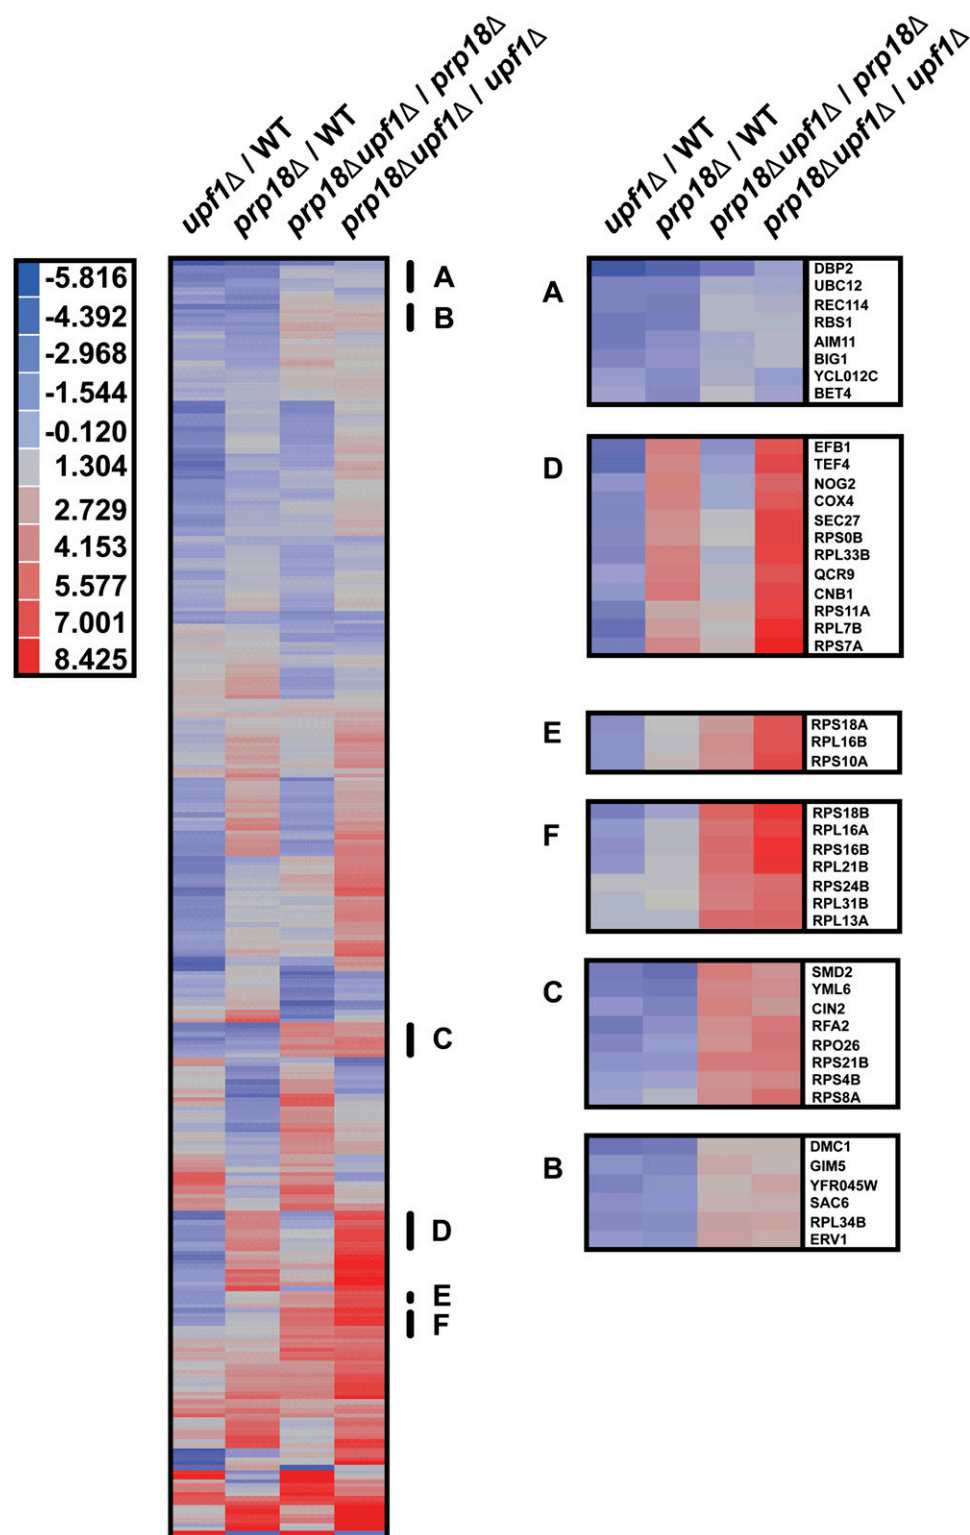 upf1Δ / WT
prp18Δ / WT
prp18Δupf1Δ / prp18Δ
prp18Δupf1Δ / upf1Δ
upf1Δ / WT
prp18Δ / WT
prp18Δupf1Δ / prp18Δ
prp18Δupf1Δ / upf1Δ
-5.816
-4.392
-2.968
-1.544
-0.120
1.304
2.729
4.153
5.577
7.001
8.425
A
B
C
D
E
F
A
DBP2
UBC12
REC114
RBS1
AIM11
BIG1
YCL012C
BET4
D
EFB1
TEF4
NOG2
COX4
SEC27
RPS0B
RPL33B
QCR9
CNB1
RPS11A
RPL7B
RPS7A
E
RPS18A
RPL16B
RPS10A
F
RPS18B
RPL16A
RPS16B
RPL21B
RPS24B
RPL31B
RPL13A
C
SMD2
YML6
CIN2
RFA2
RPO26
RPS21B
RPS4B
RPS8A
B
DMC1
GIM5
YFR045W
SAC6
RPL34B
ERV1